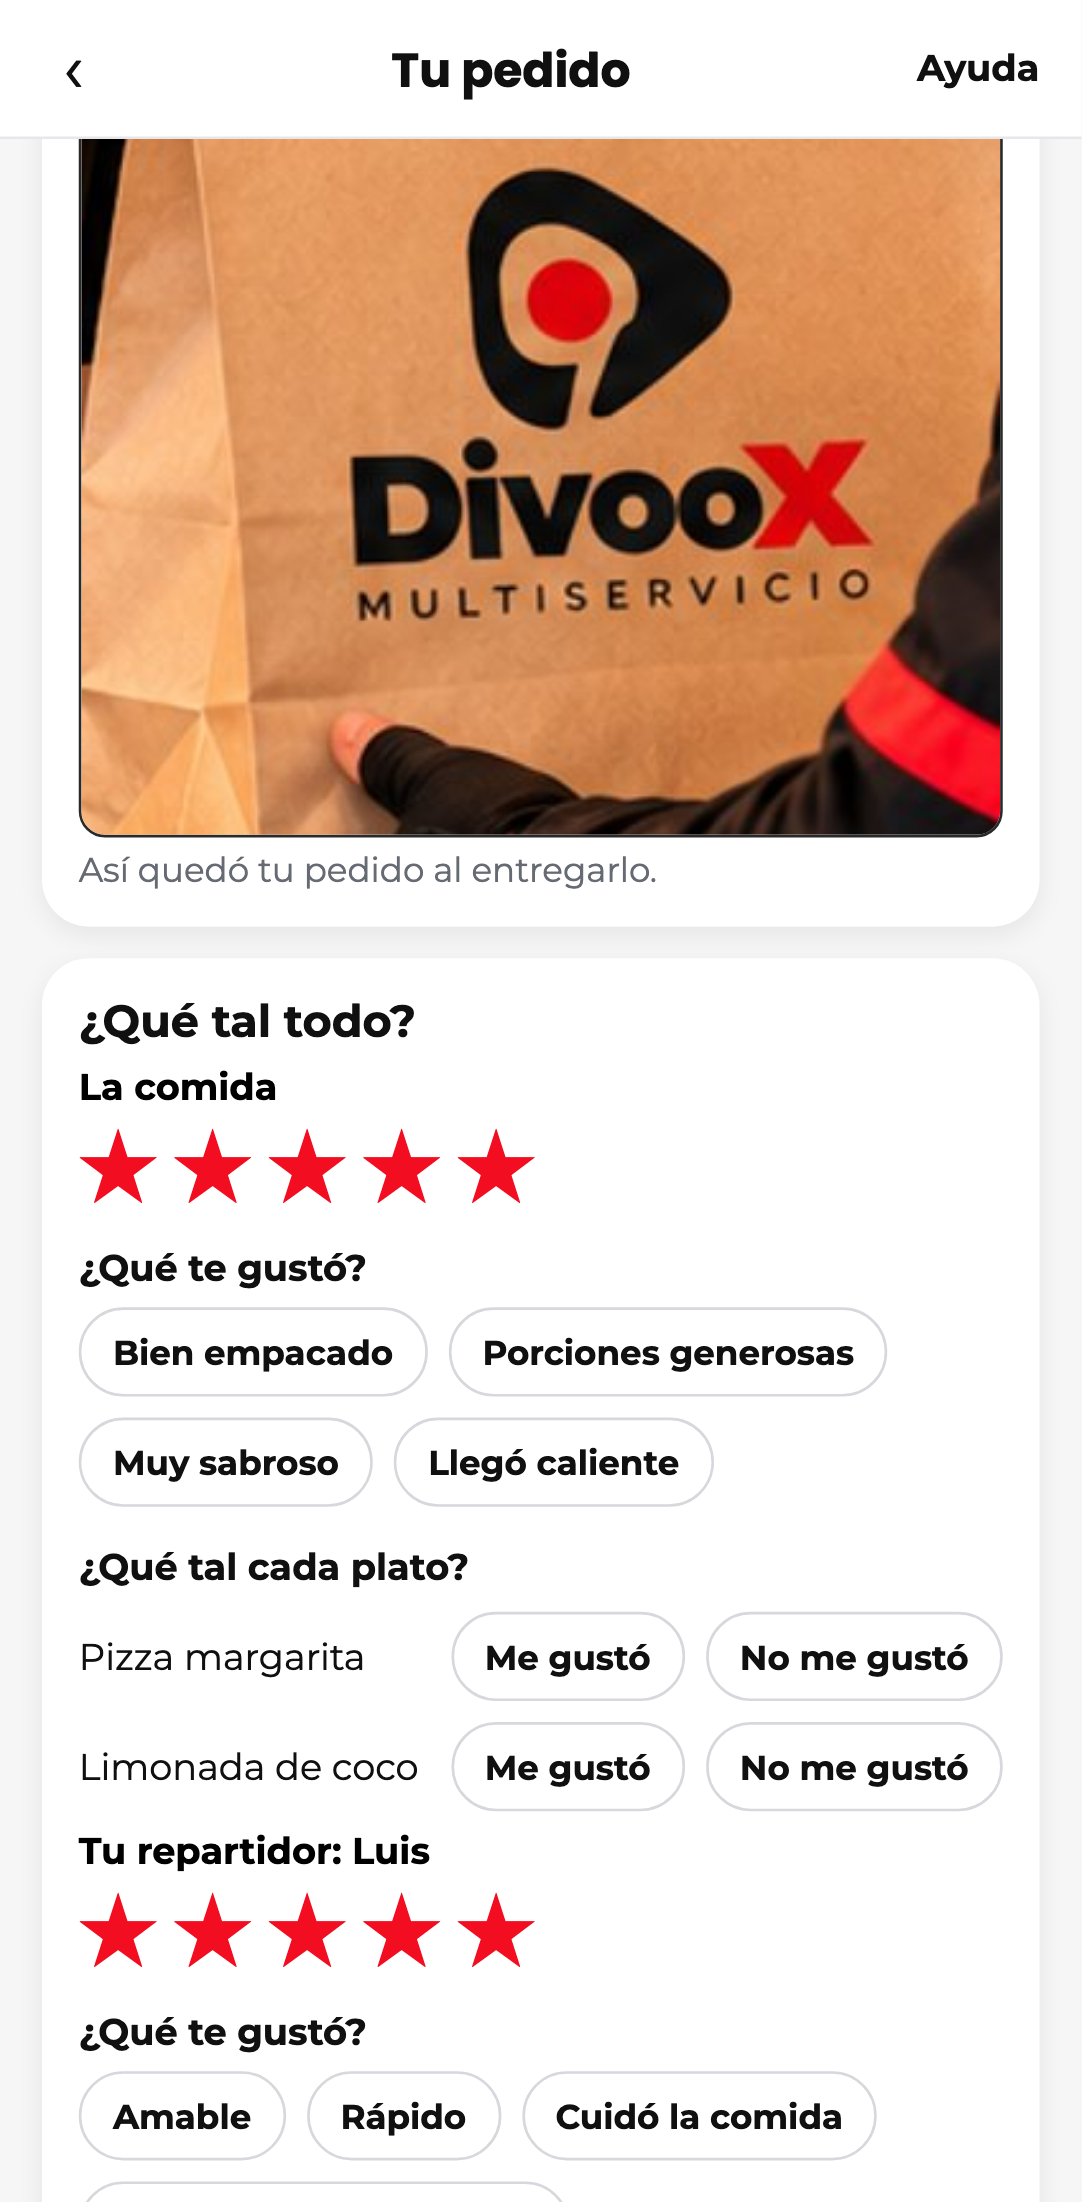 ‹ Tu pedido Ayuda
DivooX
MULTISERVICIO
Así quedó tu pedido al entregarlo.
¿Qué tal todo?
La comida
¿Qué te gustó?
Bien empacado Porciones generosas
Muy sabroso Llegó caliente
¿Qué tal cada plato?
Pizza margarita Me gustó No me gustó
Limonada de coco Me gustó No me gustó
Tu repartidor: Luis
¿Qué te gustó?
Amable Rápido Cuidó la comida